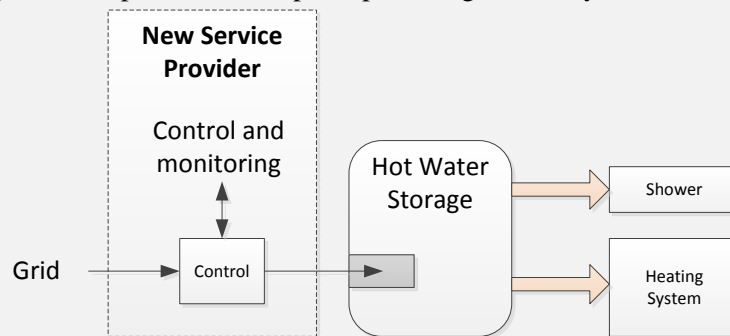 New Service
Provider
Control and
monitoring
Hot Water
Storage
Shower
Grid
Control
Heating
System